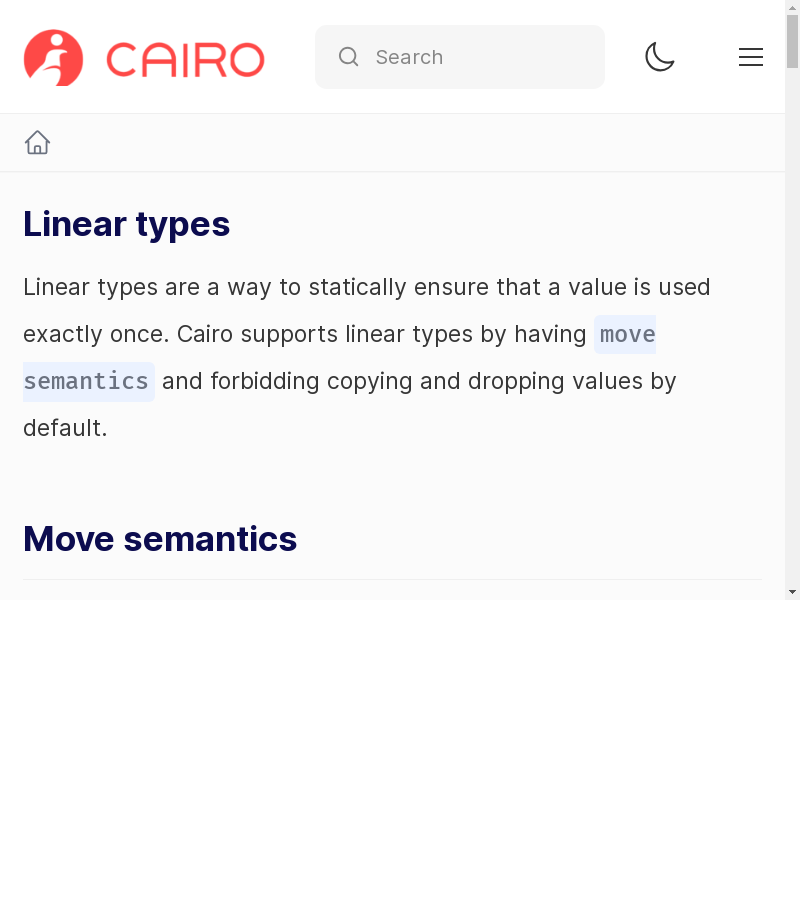 CAIRO
Search
Linear types
Linear types are a way to statically ensure that a value is used
exactly once. Cairo supports linear types by having move
semantics and forbidding copying and dropping values by
default.
Move semantics